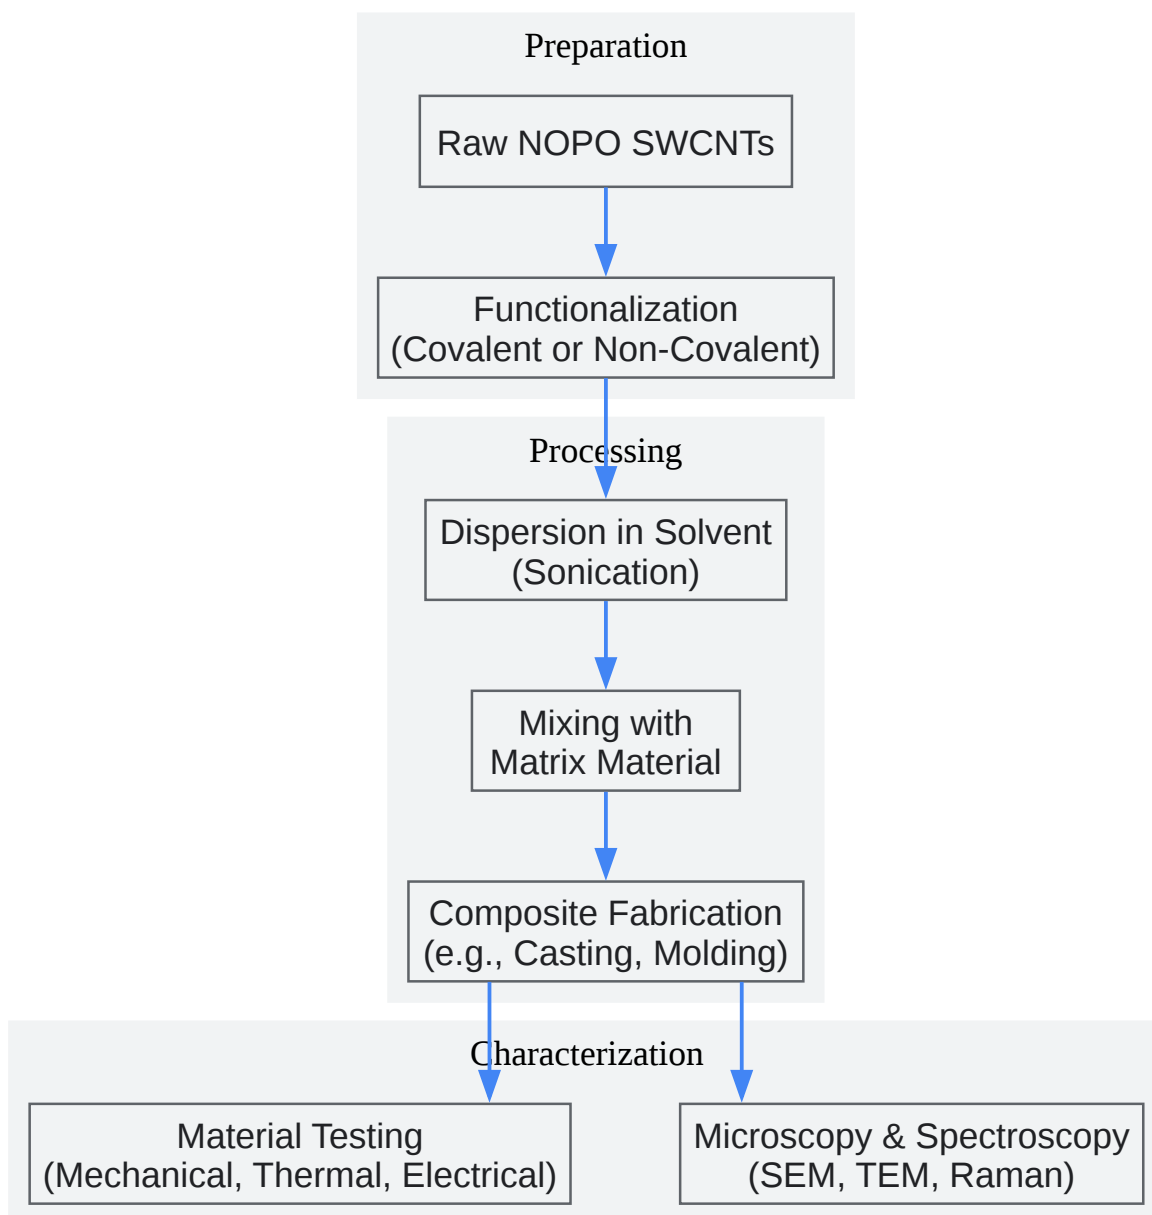 Preparation
Raw NOPO SWCNTs
Functionalization
(Covalent or Non-Covalent)
Processing
Dispersion in Solvent
(Sonication)
Mixing with
Matrix Material
Composite Fabrication
(e.g., Casting, Molding)
Characterization
Material Testing
(Mechanical, Thermal, Electrical)
Microscopy & Spectroscopy
(SEM, TEM, Raman)